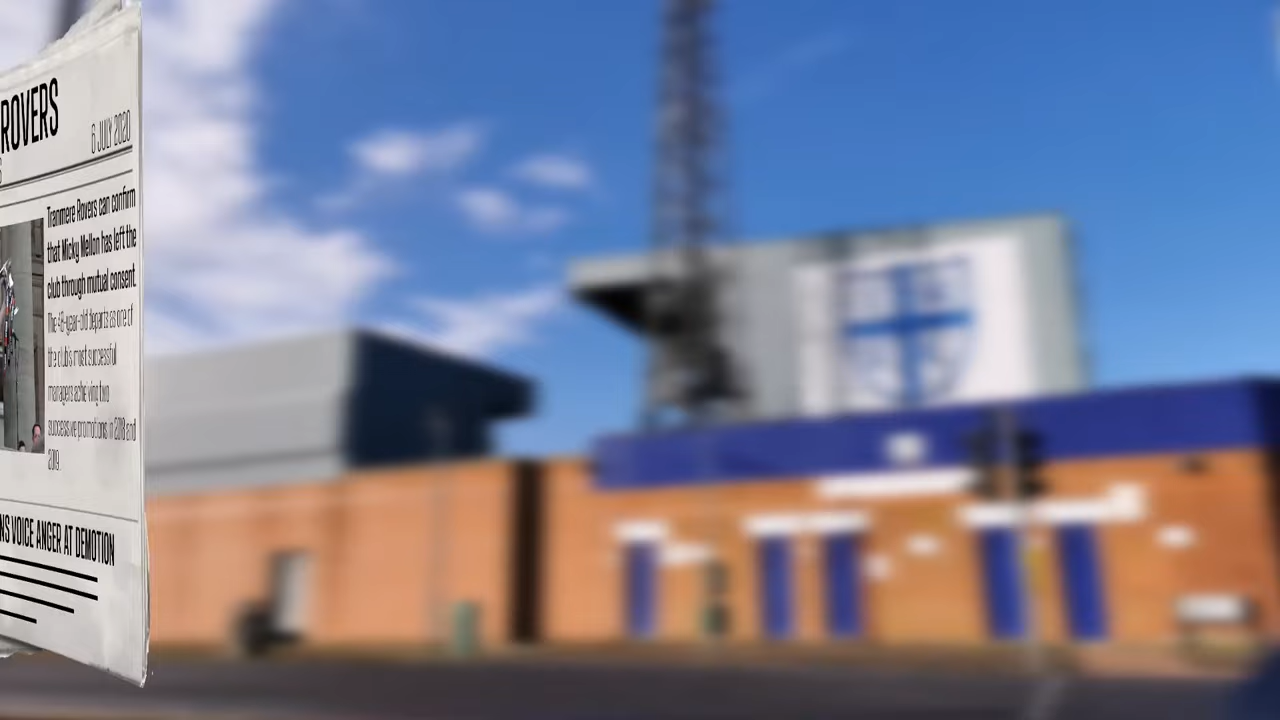 ROVERS
6 JULY 2020
Tranmere Rovers can confirm
that Micky Mellon has left the
club through mutual consent.
The 48-year-old departs as one of
the club's most successful
managers acheiving two
successive promotions in 2018 and
2019.
NS VOICE ANGER AT DEMOTION